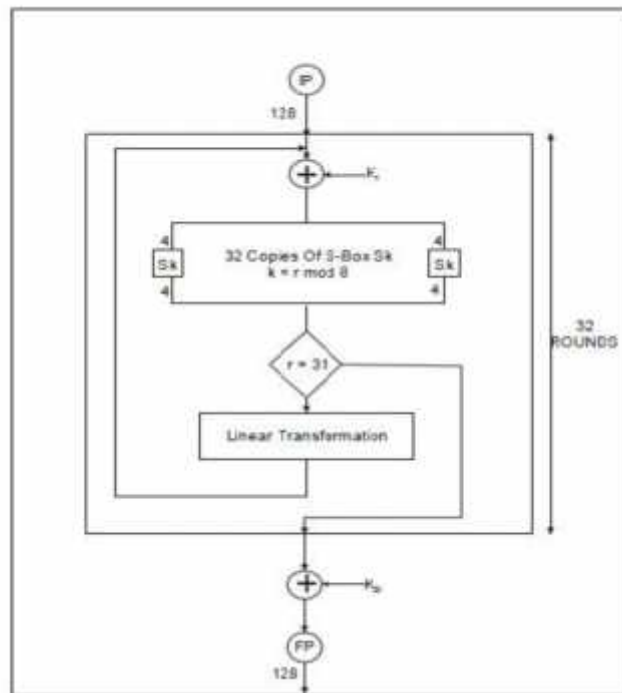 IP
128
+
4
4
Sk
32 Copies Of S-Box Sk
k = r mod 8
Sk
4
4
32
ROUNDS
r = 31
Linear Transformation
+
FP
128